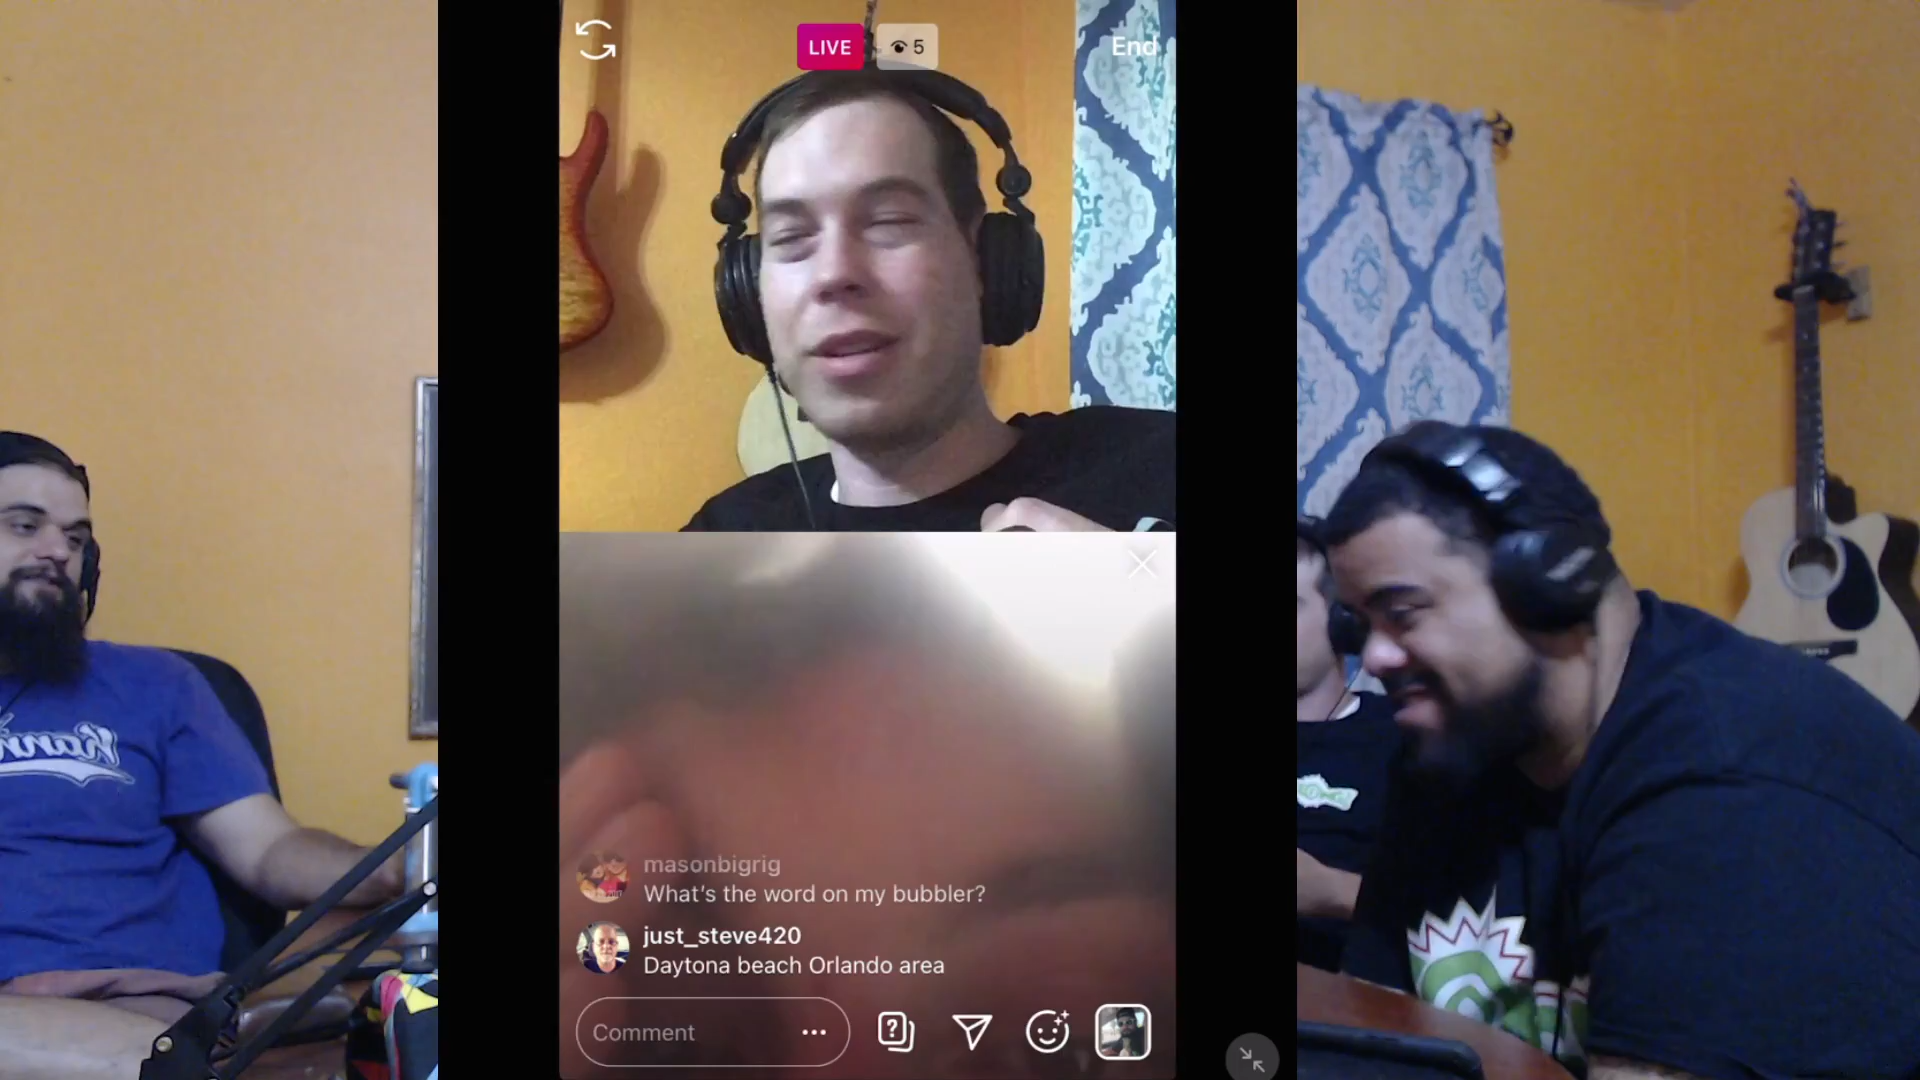 LIVE
5
End
masonbigrig
What's the word on my bubbler?
just_steve420
Daytona beach Orlando area
Comment